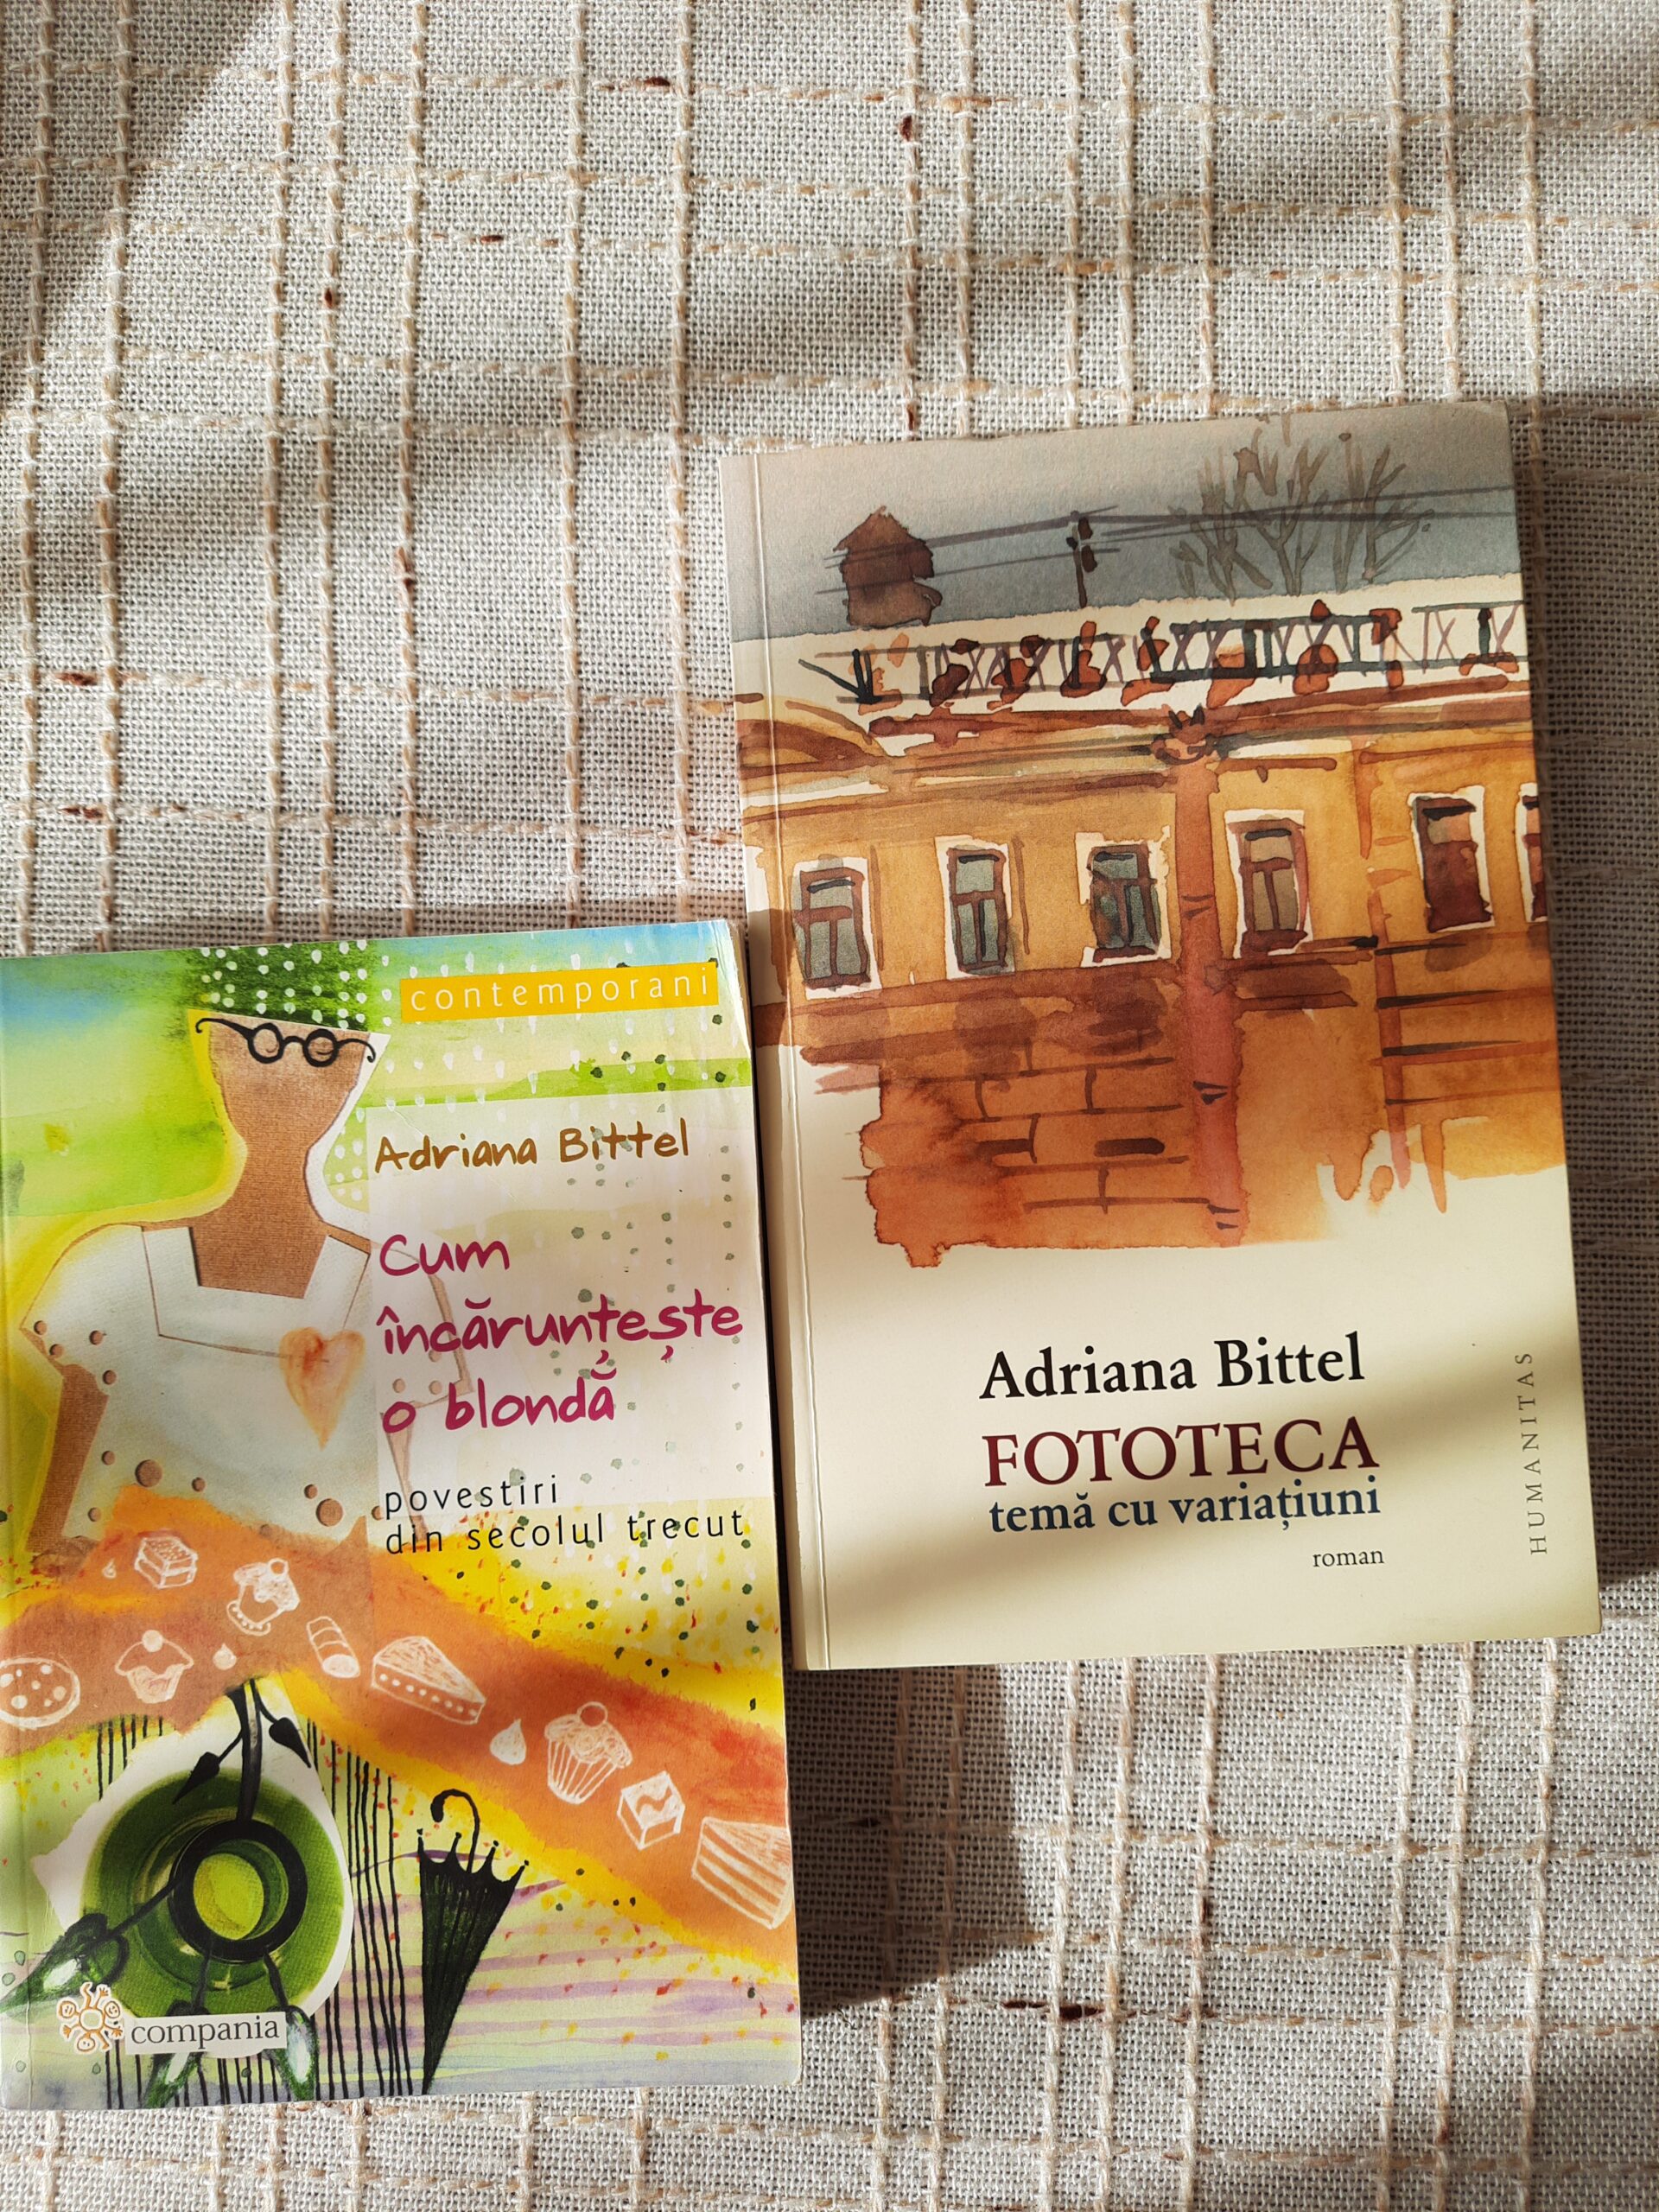 contemporani
Adriana Bittel
Cum
încărunțește
o blondă
povestiri
din secolul trecut
compania
Adriana Bittel
FOTOTECA
temă cu variațiuni
roman
HUMANITAS